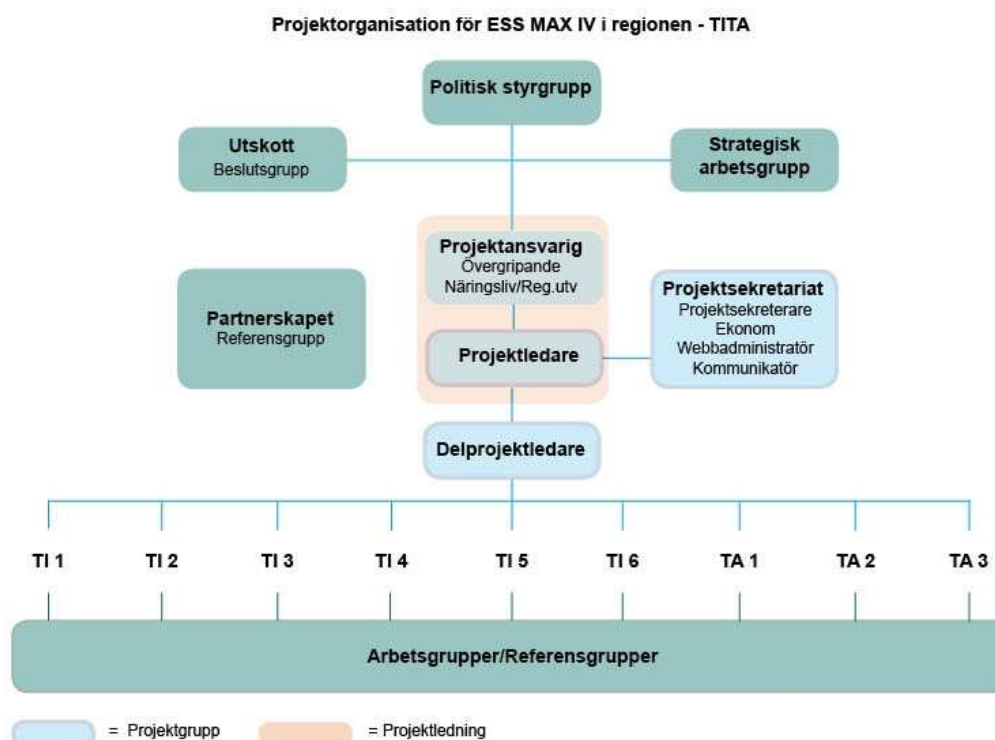 Projektorganisation för ESS MAX IV i regionen - TITA
Politisk styrgrupp
Utskott
Beslutsgrupp
Strategisk
arbetsgrupp
Projektansvarig
Övergripande
Näringsliv/Reg.utv
Partnerskapet
Referensgrupp
Projektledare
Projektsekretariat
Projektsekreterare
Ekonom
Webbadministratör
Kommunikatör
Delprojektledare
TI 1 TI 2 TI 3 TI 4 TI 5 TI 6 TA 1 TA 2 TA 3
Arbetsgrupper/Referensgrupper
= Projektgrupp = Projektledning